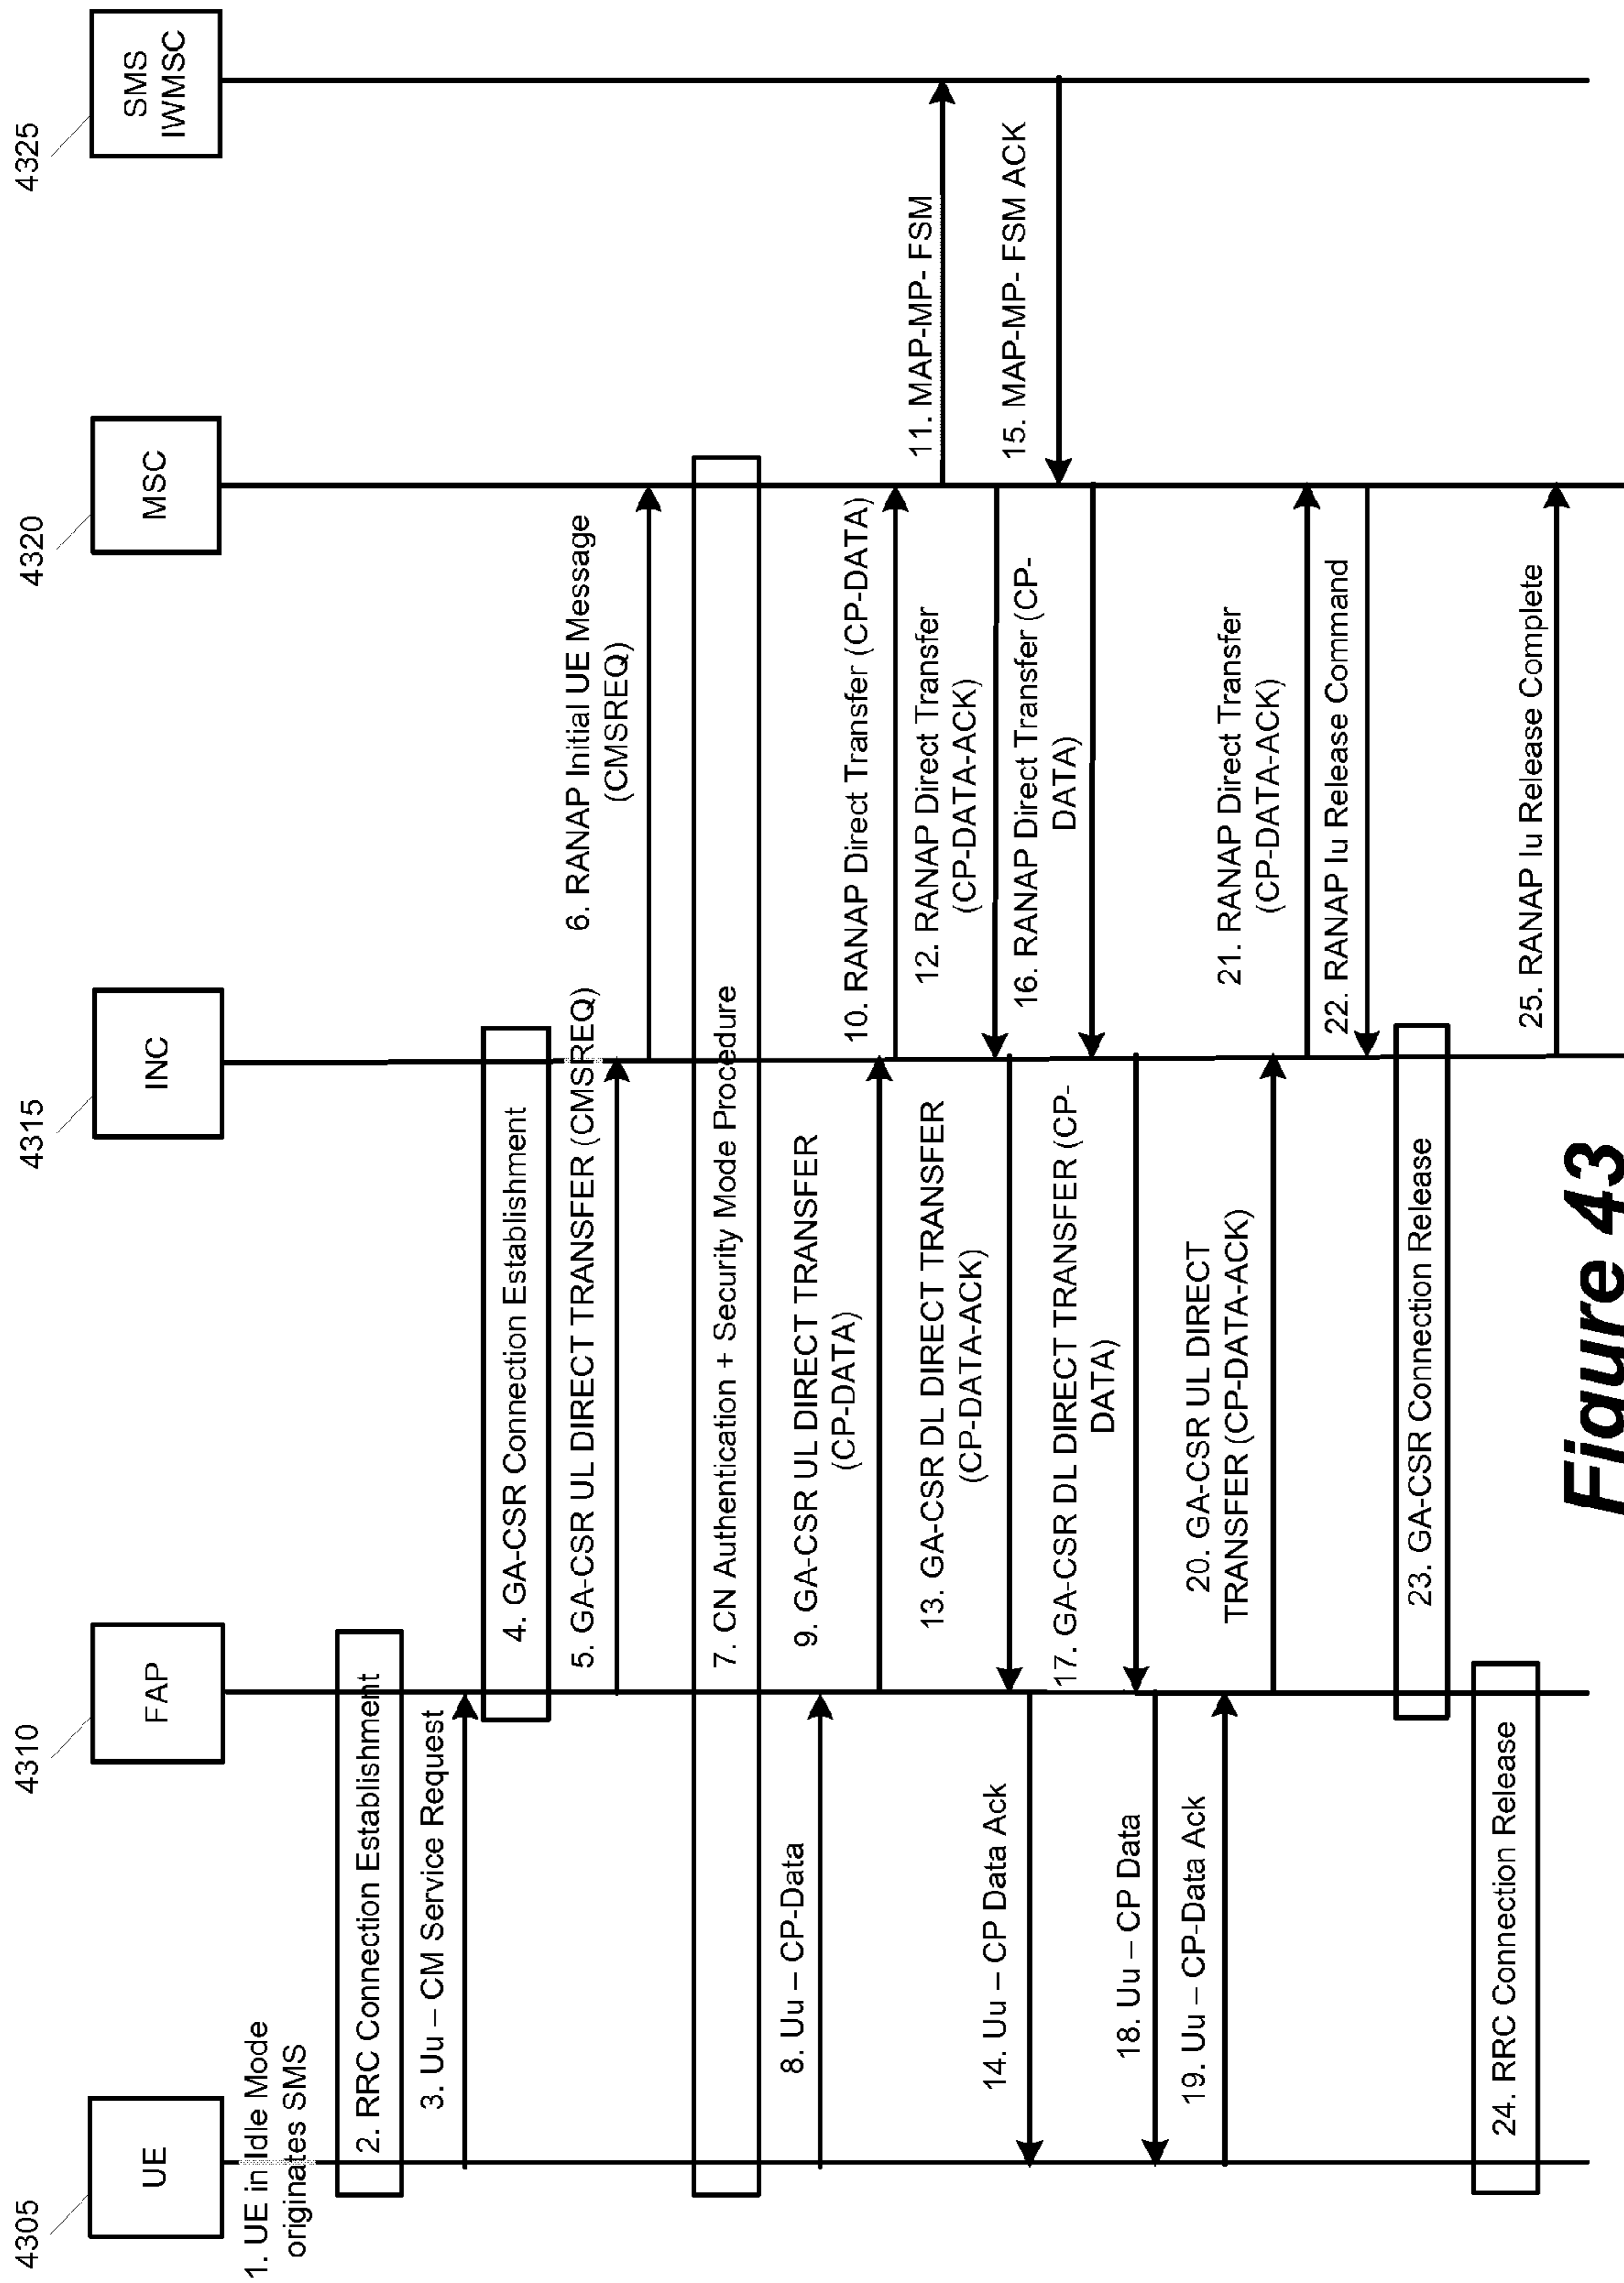 4305
UE
4310
FAP
4315
INC
4320
MSC
4325
SMS
IWMSC
1. UE in Idle Mode
originates SMS
2. RRC Connection Establishment
3. Uu – CM Service Request
4. GA-CSR Connection Establishment
5. GA-CSR UL DIRECT TRANSFER (CMSREQ)
6. RANAP Initial UE Message
(CMSREQ)
7. CN Authentication + Security Mode Procedure
8. Uu – CP-Data
9. GA-CSR UL DIRECT TRANSFER
(CP-DATA)
10. RANAP Direct Transfer (CP-DATA)
11. MAP-MP- FSM
12. RANAP Direct Transfer
(CP-DATA-ACK)
13. GA-CSR DL DIRECT TRANSFER
(CP-DATA-ACK)
14. Uu – CP Data Ack
15. MAP-MP- FSM ACK
16. RANAP Direct Transfer (CP-
DATA)
17. GA-CSR DL DIRECT TRANSFER (CP-
DATA)
18. Uu – CP Data
19. Uu – CP-Data Ack
20. GA-CSR UL DIRECT
TRANSFER (CP-DATA-ACK)
21. RANAP Direct Transfer
(CP-DATA-ACK)
22. RANAP Iu Release Command
23. GA-CSR Connection Release
24. RRC Connection Release
25. RANAP Iu Release Complete
Figure 43